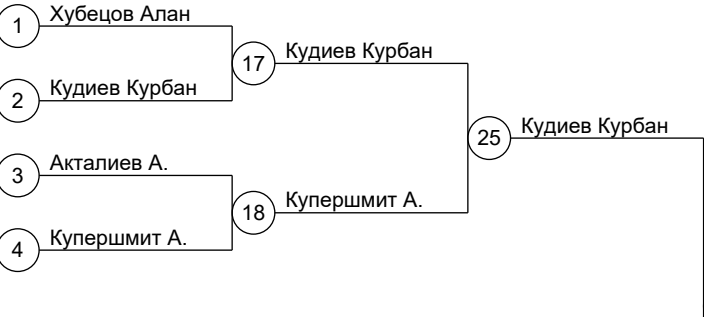 1
Хубецов Алан
2
Кудиев Курбан
17
Кудиев Курбан
3
Акталиев А.
4
Купершмит А.
18
Купершмит А.
25
Кудиев Курбан